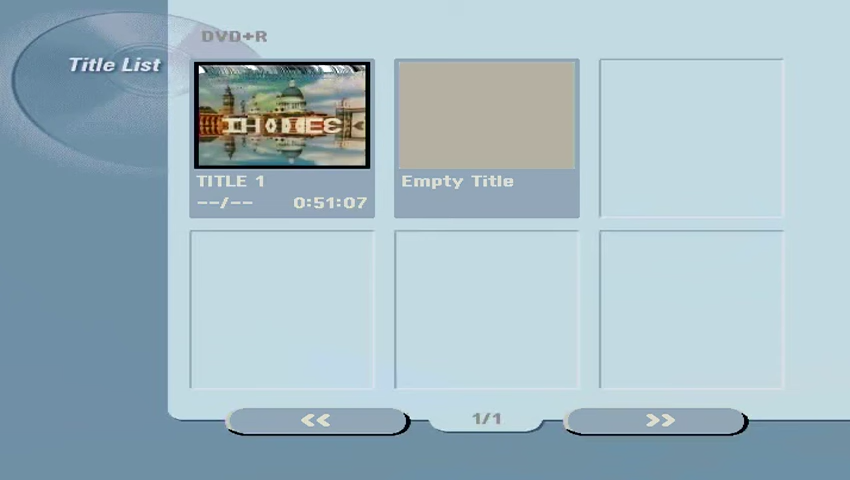 DVD+R
Title List
TITLE 1
Empty Title
--/-- 0:51:07
<< 1/1 >>